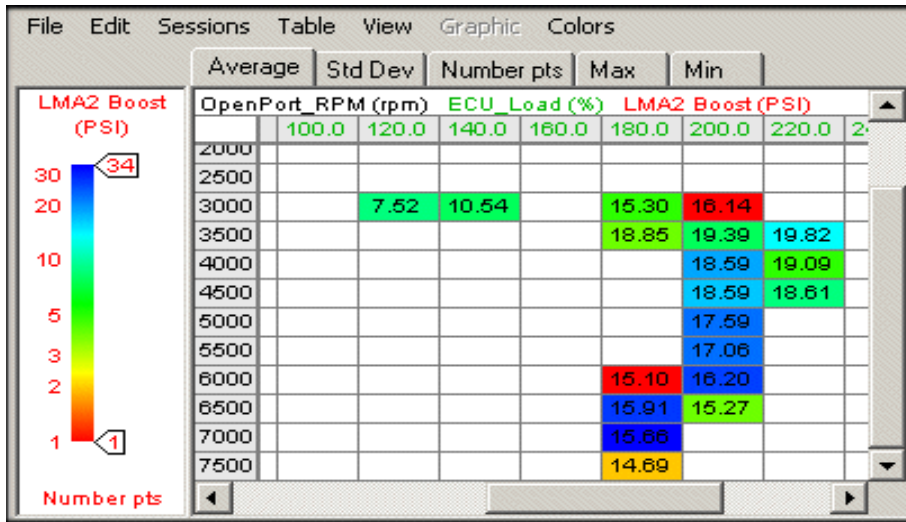 File Edit Sessions Table View Graphic Colors
Average Std Dev Number pts Max Min
LMA2 Boost
(PSI)
34
30
20
10
5
3
2
1 1
Number pts
OpenPort_RPM (rpm) ECU_Load (%) LMA2 Boost (PSI)
100.0 120.0 140.0 160.0 180.0 200.0 220.0
2000
2500
3000 7.52 10.54 15.30 16.14
3500 18.85 19.39 19.82
4000 18.59 19.09
4500 18.59 18.61
5000 17.59
5500 17.06
6000 15.10 16.20
6500 15.91 15.27
7000 15.66
7500 14.69